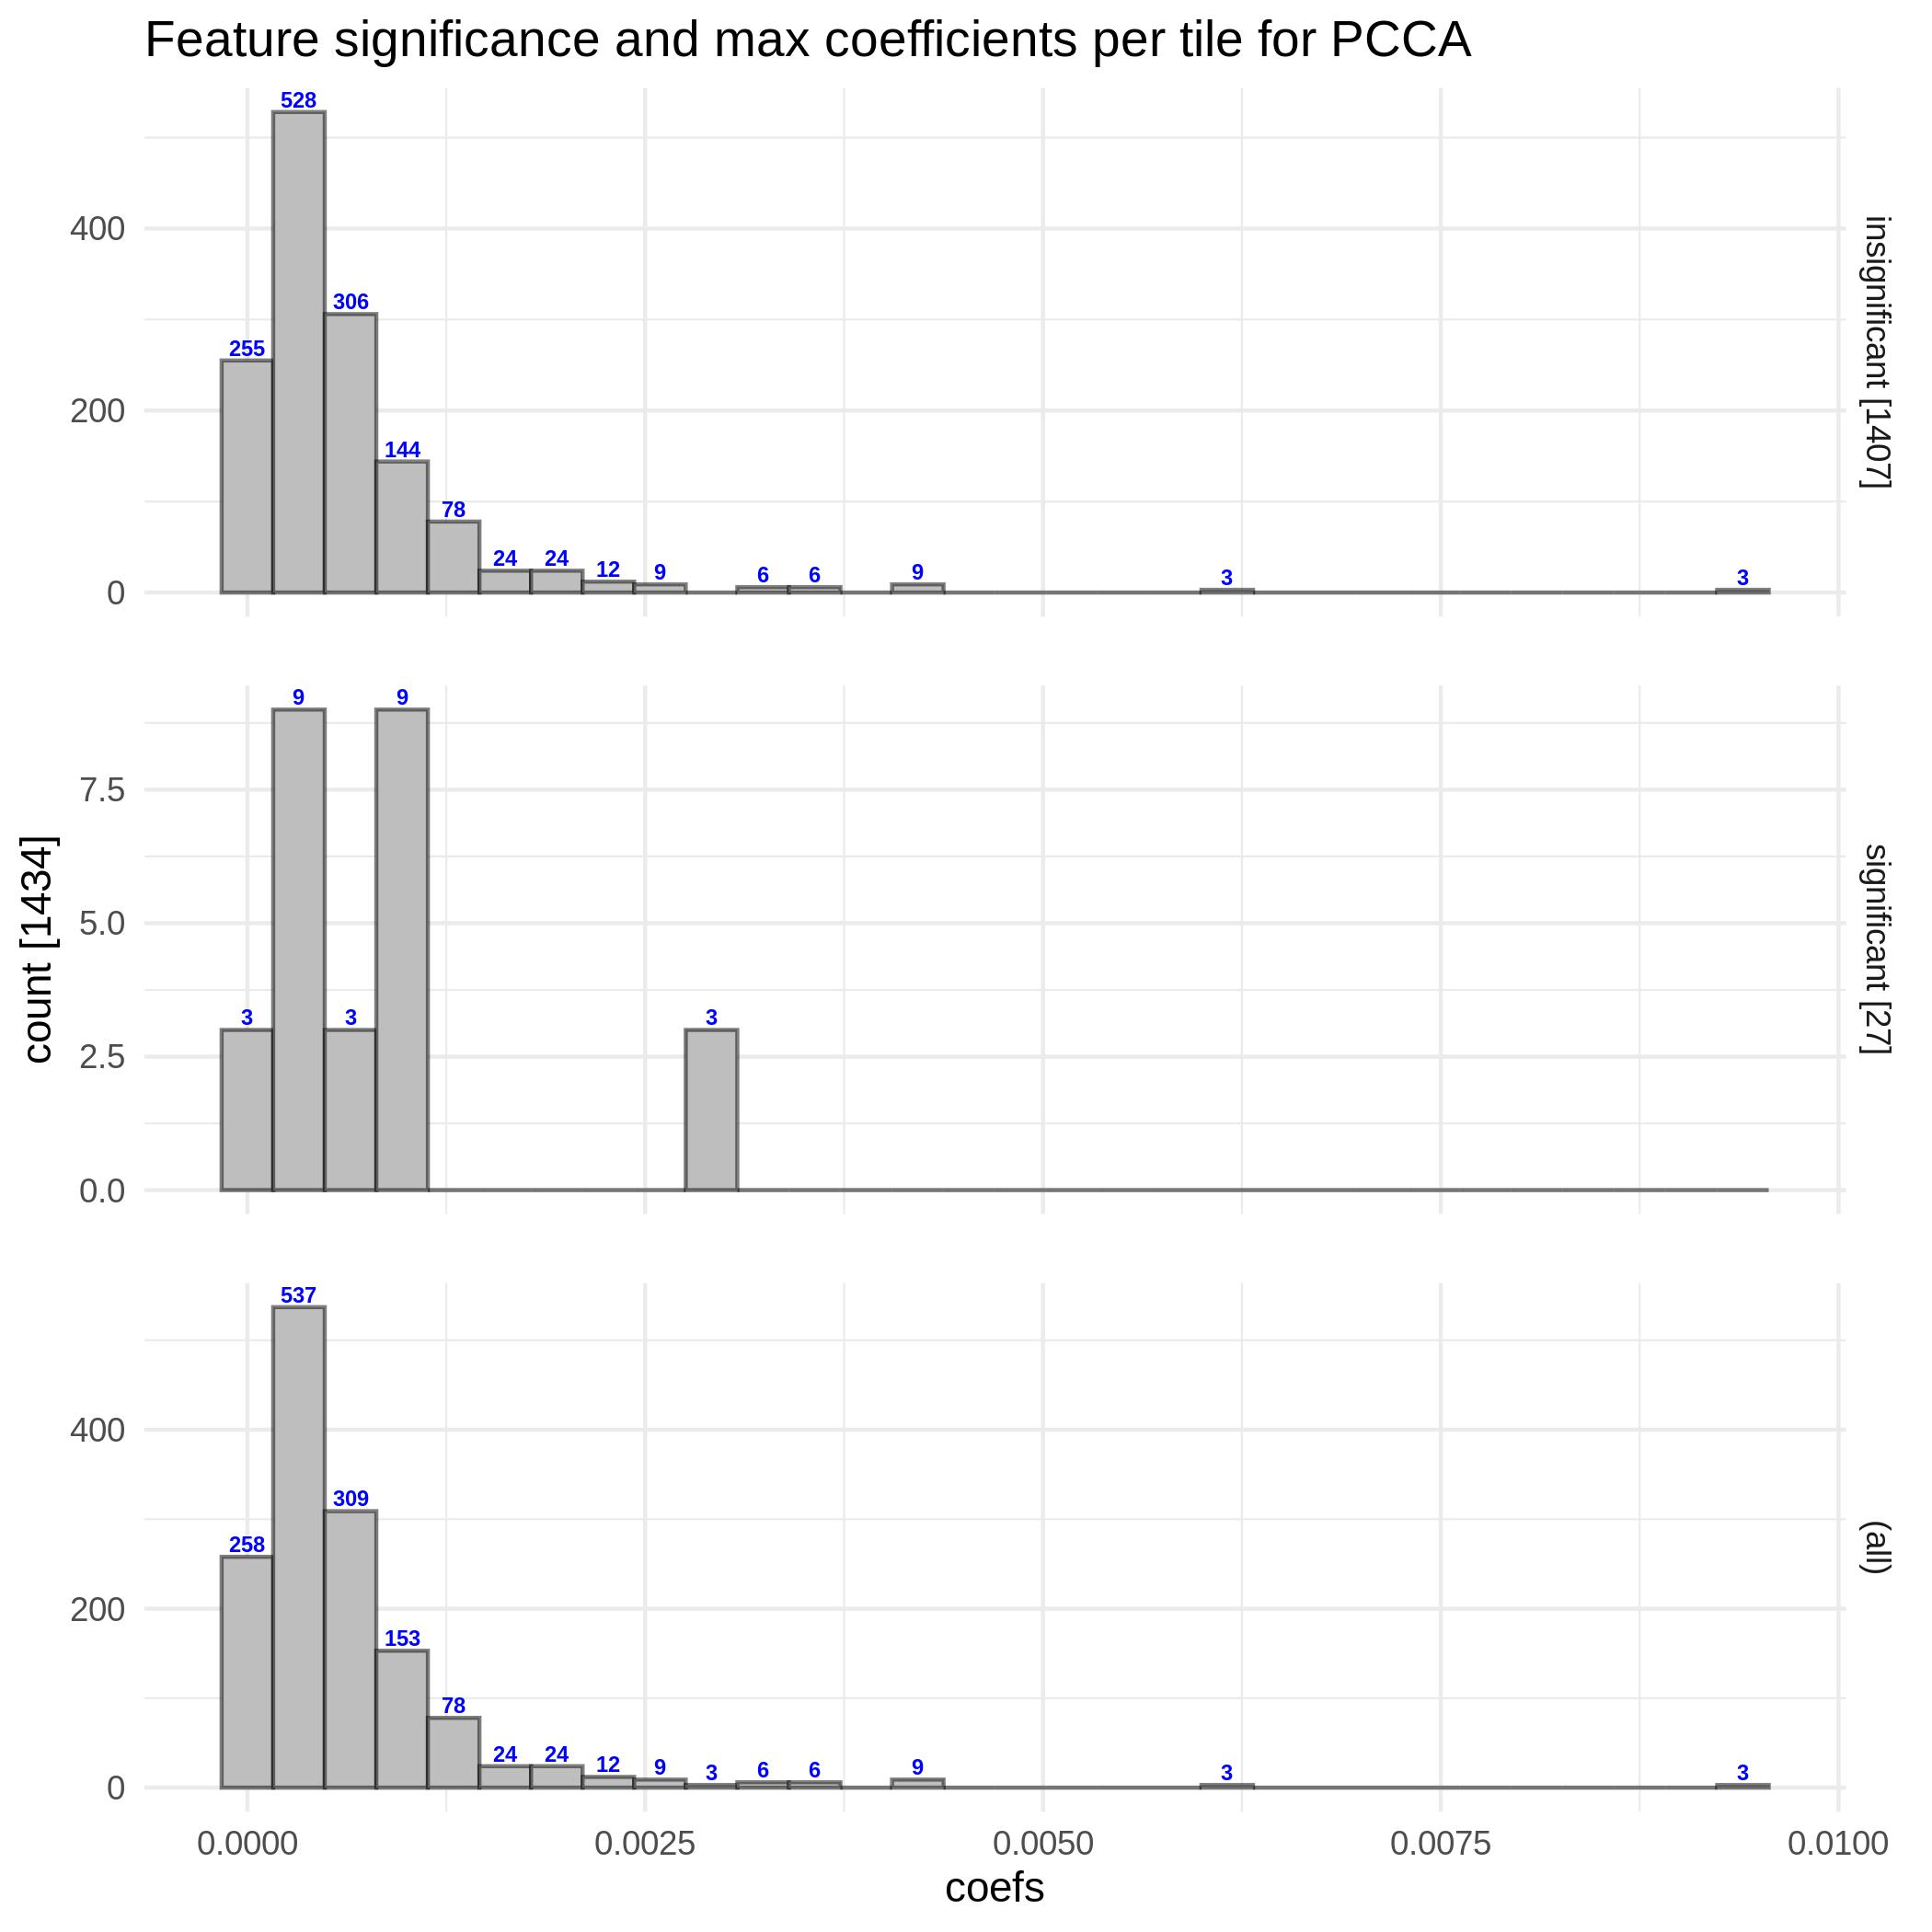 Feature significance and max coefficients per tile for PCCA
528
306
255
144
78
24 24 12 9 6 6 9 3 3
400
200
0
insignificant [1407]
9 9
3 3 3
7.5
5.0
2.5
0.0
significant [27]
count [1434]
537
309
258
153
78
24 24 12 9 3 6 6 9 3 3
400
200
0
(all)
0.0000 0.0025 0.0050 0.0075 0.0100
coefs